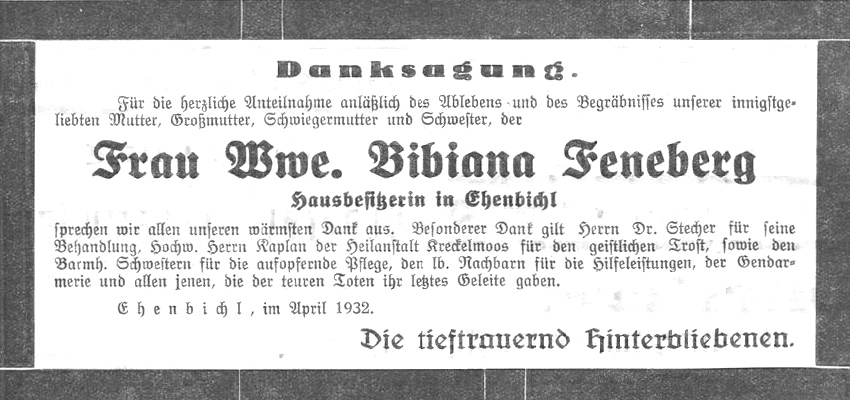 Danksagung.
Für die herzliche Anteilnahme anläßlich des Ablebens und des Begräbnisses unserer innigstge-
liebten Mutter, Großmutter, Schwiegermutter und Schwester, der
Frau Wwe. Bibiana Feneberg
Hausbesitzerin in Ehenbichl
sprechen wir allen unseren wärmsten Dank aus. Besonderer Dank gilt Herrn Dr. Stecher für seine
Behandlung, Hochw. Herrn Kaplan der Heilanstalt Kreckelmoos für den geistlichen Trost, sowie den
Barmh. Schwestern für die aufopfernde Pflege, den lb. Nachbarn für die Hilfeleistungen, der Gendar-
merie und allen jenen, die der teuren Toten ihr letztes Geleite gaben.
Ehenbichl, im April 1932.
Die tieftrauernd Hinterbliebenen.